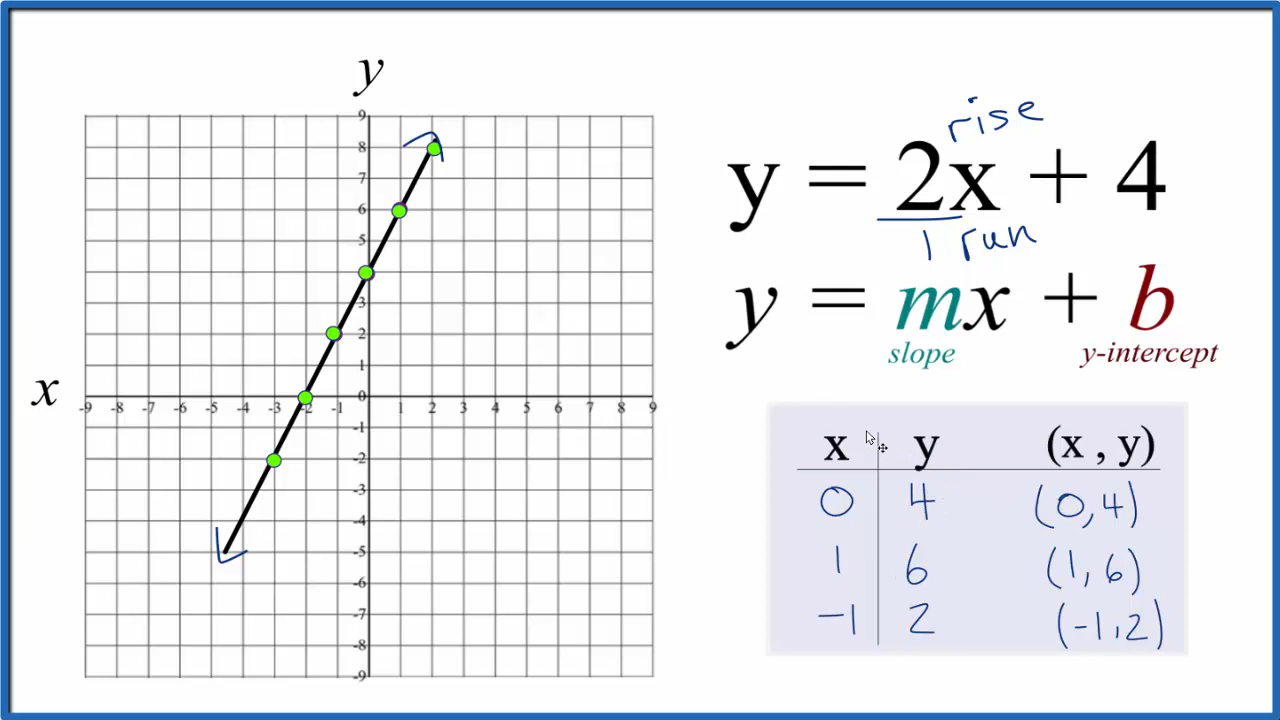 y
x
9
8
7
6
5
3
2
1
0
-9 -8 -7 -6 -5 -4 -3 -2 -1 1 2 3 4 5 6 7 8 9
-1
-2
-3
-4
-5
-6
-7
-8
-9
rise
y = 2x + 4
1 run
y = mx + b
slope y-intercept
x y (x , y)
0 4 (0,4)
1 6 (1,6)
-1 2 (-1,2)